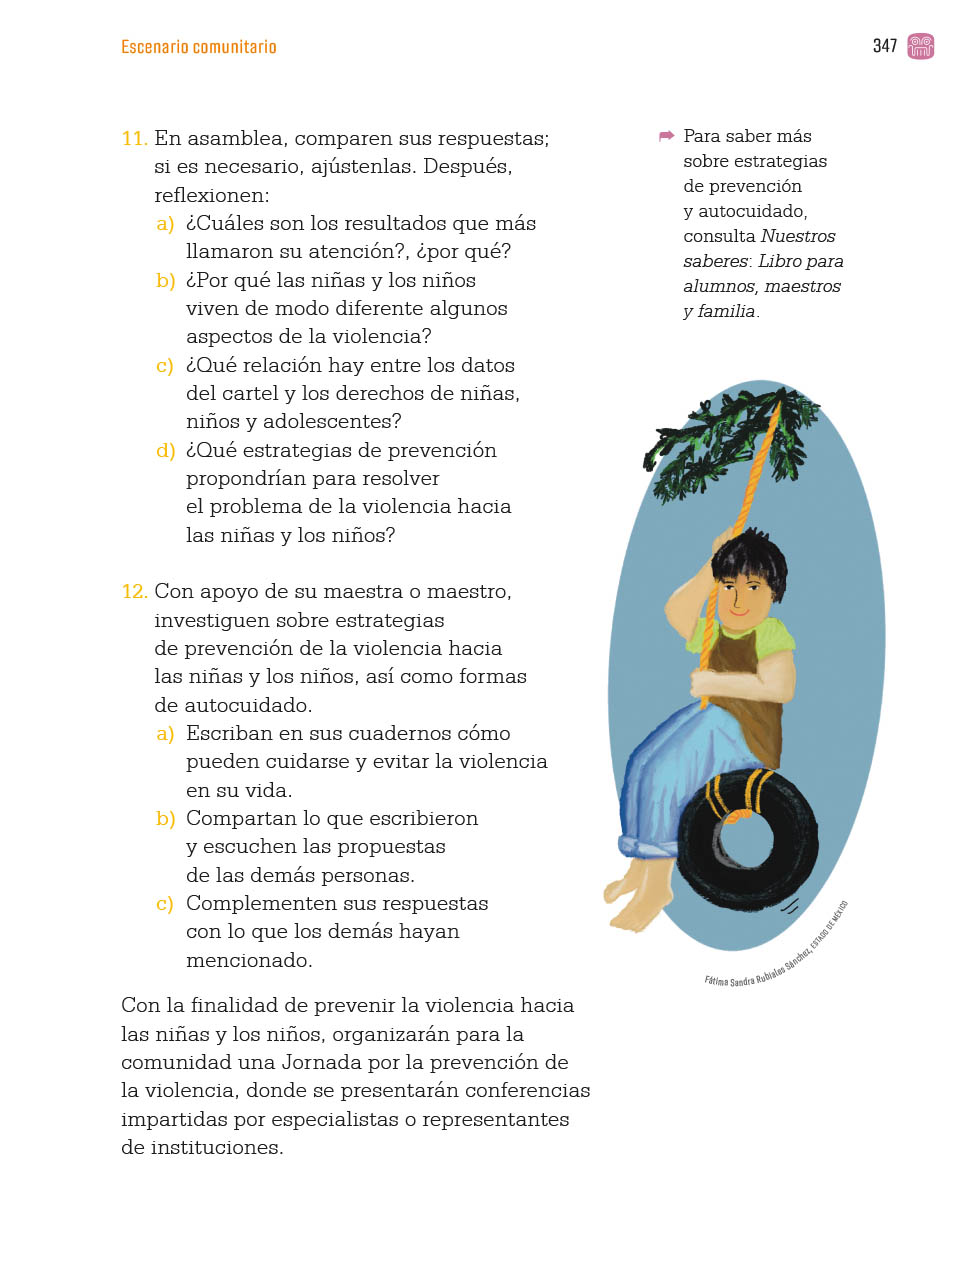 Escenario comunitario
347
11. En asamblea, comparen sus respuestas;
si es necesario, ajústenlas. Después,
reflexionen:
a) ¿Cuáles son los resultados que más
llamaron su atención?, ¿por qué?
b) ¿Por qué las niñas y los niños
viven de modo diferente algunos
aspectos de la violencia?
c) ¿Qué relación hay entre los datos
del cartel y los derechos de niñas,
niños y adolescentes?
d) ¿Qué estrategias de prevención
propondrían para resolver
el problema de la violencia hacia
las niñas y los niños?
12. Con apoyo de su maestra o maestro,
investiguen sobre estrategias
de prevención de la violencia hacia
las niñas y los niños, así como formas
de autocuidado.
a) Escriban en sus cuadernos cómo
pueden cuidarse y evitar la violencia
en su vida.
b) Compartan lo que escribieron
y escuchen las propuestas
de las demás personas.
c) Complementen sus respuestas
con lo que los demás hayan
mencionado.
Con la finalidad de prevenir la violencia hacia
las niñas y los niños, organizarán para la
comunidad una Jornada por la prevención de
la violencia, donde se presentarán conferencias
impartidas por especialistas o representantes
de instituciones.
Para saber más
sobre estrategias
de prevención
y autocuidado,
consulta Nuestros
saberes: Libro para
alumnos, maestros
y familia.
Fátima Sandra Rubiales Sánchez, ESTADO DE MÉXICO